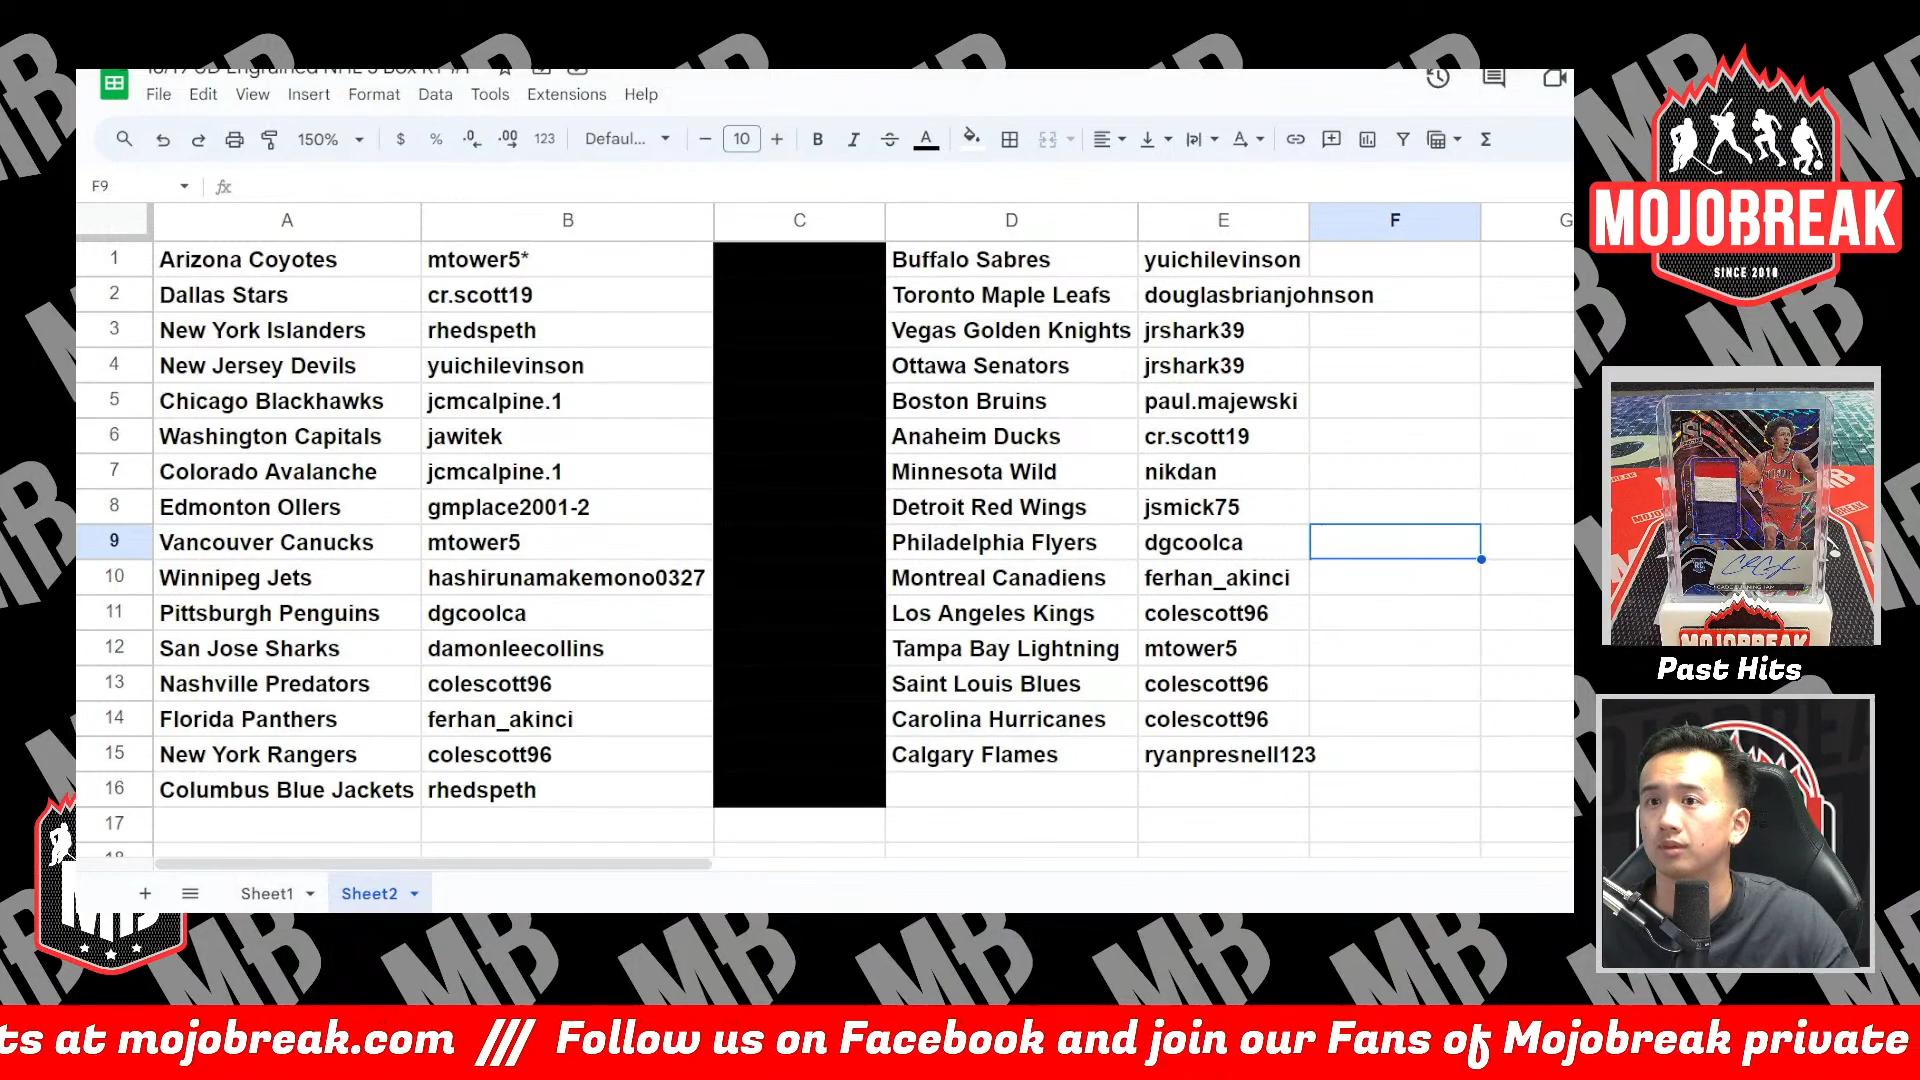 File Edit View Insert Format Data Tools Extensions Help
150% $ % .0 .00 123 Defaul... 10 B I A Σ
F9 fx
A B C D E F G
1 Arizona Coyotes mtower5* Buffalo Sabres yuichilevinson
2 Dallas Stars cr.scott19 Toronto Maple Leafs douglasbrianjohnson
3 New York Islanders rhedspeth Vegas Golden Knights jrshark39
4 New Jersey Devils yuichilevinson Ottawa Senators jrshark39
5 Chicago Blackhawks jcmcalpine.1 Boston Bruins paul.majewski
6 Washington Capitals jawitek Anaheim Ducks cr.scott19
7 Colorado Avalanche jcmcalpine.1 Minnesota Wild nikdan
8 Edmonton Ollers gmplace2001-2 Detroit Red Wings jsmick75
9 Vancouver Canucks mtower5 Philadelphia Flyers dgcoolca
10 Winnipeg Jets hashirunamakemono0327 Montreal Canadiens ferhan_akinci
11 Pittsburgh Penguins dgcoolca Los Angeles Kings colescott96
12 San Jose Sharks damonleecollins Tampa Bay Lightning mtower5
13 Nashville Predators colescott96 Saint Louis Blues colescott96
14 Florida Panthers ferhan_akinci Carolina Hurricanes colescott96
15 New York Rangers colescott96 Calgary Flames ryanpresnell123
16 Columbus Blue Jackets rhedspeth
17
Sheet1 Sheet2
MOJOBREAK
SINCE 2010
MOJOBREAK
Past Hits
MB
ts at mojobreak.com /// Follow us on Facebook and join our Fans of Mojobreak private